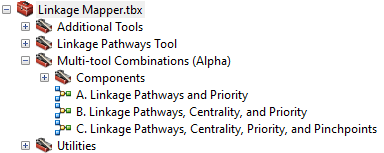 Linkage Mapper.tbx
Additional Tools
Linkage Pathways Tool
Multi-tool Combinations (Alpha)
Components
A. Linkage Pathways and Priority
B. Linkage Pathways, Centrality, and Priority
C. Linkage Pathways, Centrality, Priority, and Pinchpoints
Utilities